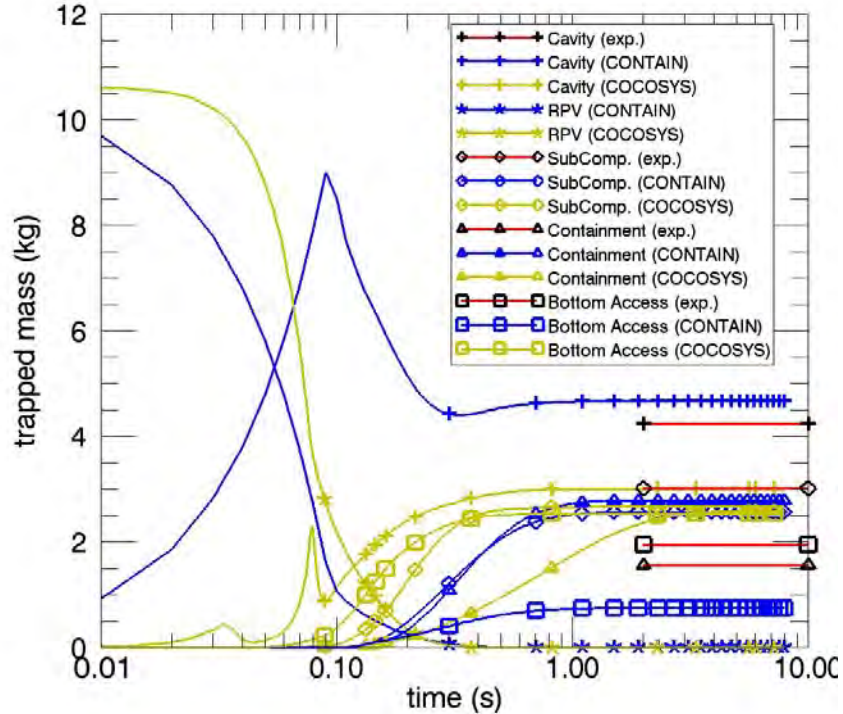 12
10
8
6
4
2
0
trapped mass (kg)
Cavity (exp.)
Cavity (CONTAIN)
Cavity (COCOSYS)
RPV (CONTAIN)
RPV (COCOSYS)
SubComp. (exp.)
SubComp. (CONTAIN)
SubComp. (COCOSYS)
Containment (exp.)
Containment (CONTAIN)
Containment (COCOSYS)
Bottom Access (exp.)
Bottom Access (CONTAIN)
Bottom Access (COCOSYS)
0.01 0.10 1.00 10.00
time (s)